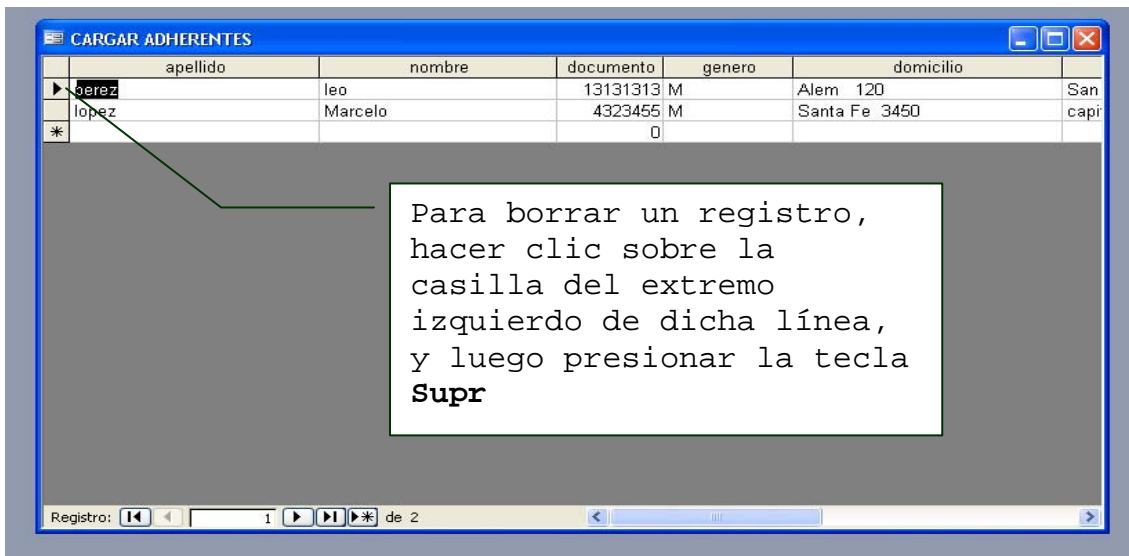 CARGAR ADHERENTES
apellido nombre documento genero domicilio
perez leo 13131313 M Alem 120 San
lopez Marcelo 4323455 M Santa Fe 3450 capi
* 0
Para borrar un registro,
hacer clic sobre la
casilla del extremo
izquierdo de dicha línea,
y luego presionar la tecla
Supr
Registro: 1 de 2